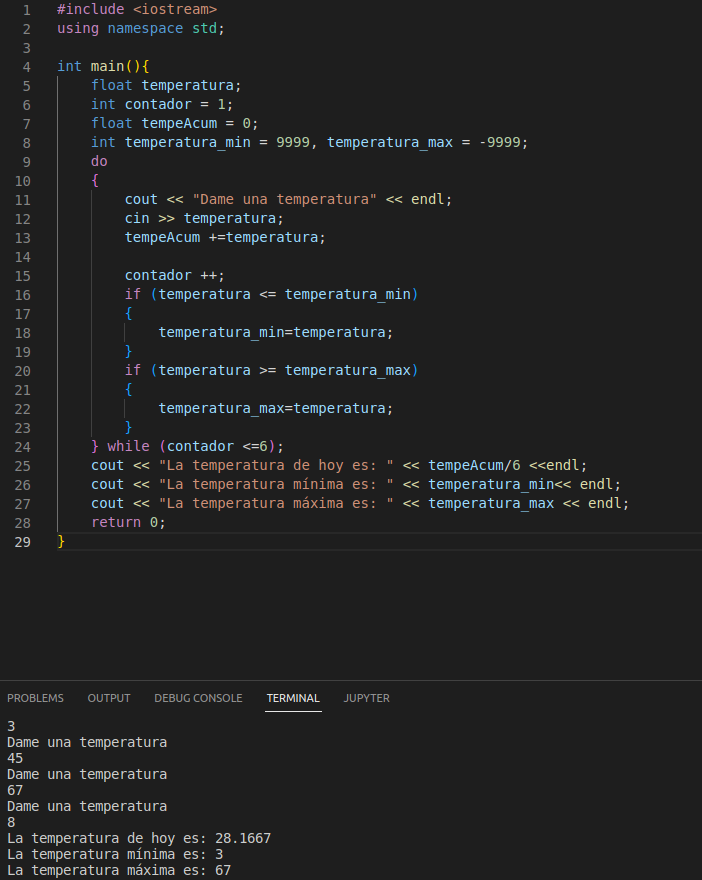 1 #include <iostream>
2 using namespace std;
3
4 int main(){
5     float temperatura;
6     int contador = 1;
7     float tempeAcum = 0;
8     int temperatura_min = 9999, temperatura_max = -9999;
9     do
10     {
11         cout << "Dame una temperatura" << endl;
12         cin >> temperatura;
13         tempeAcum +=temperatura;
14
15         contador ++;
16         if (temperatura <= temperatura_min)
17         {
18             temperatura_min=temperatura;
19         }
20         if (temperatura >= temperatura_max)
21         {
22             temperatura_max=temperatura;
23         }
24     } while (contador <=6);
25     cout << "La temperatura de hoy es: " << tempeAcum/6 <<endl;
26     cout << "La temperatura mínima es: " << temperatura_min<< endl;
27     cout << "La temperatura máxima es: " << temperatura_max << endl;
28     return 0;
29 }
PROBLEMS OUTPUT DEBUG CONSOLE TERMINAL JUPYTER
3
Dame una temperatura
45
Dame una temperatura
67
Dame una temperatura
8
La temperatura de hoy es: 28.1667
La temperatura mínima es: 3
La temperatura máxima es: 67